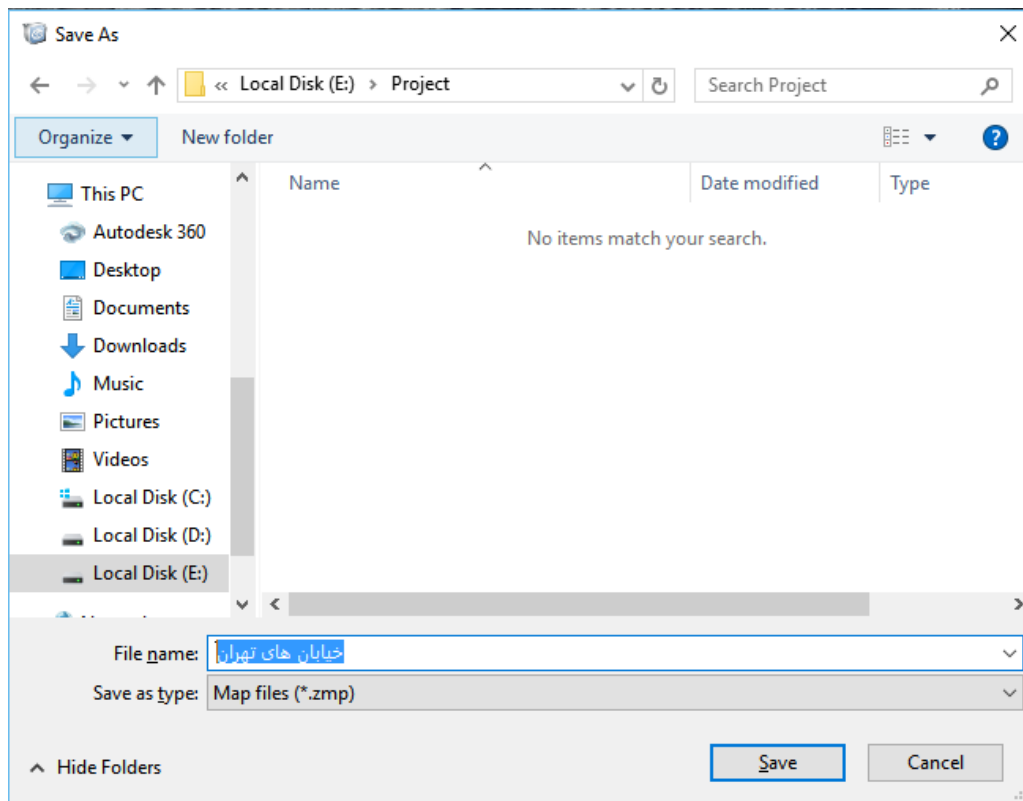 Save As
« Local Disk (E:) › Project
Search Project
Organize
New folder
Name
Date modified
Type
This PC
No items match your search.
Autodesk 360
Desktop
Documents
Downloads
Music
Pictures
Videos
Local Disk (C:)
Local Disk (D:)
Local Disk (E:)
File name: خیابان های تهران
Save as type: Map files (*.zmp)
Hide Folders
Save
Cancel